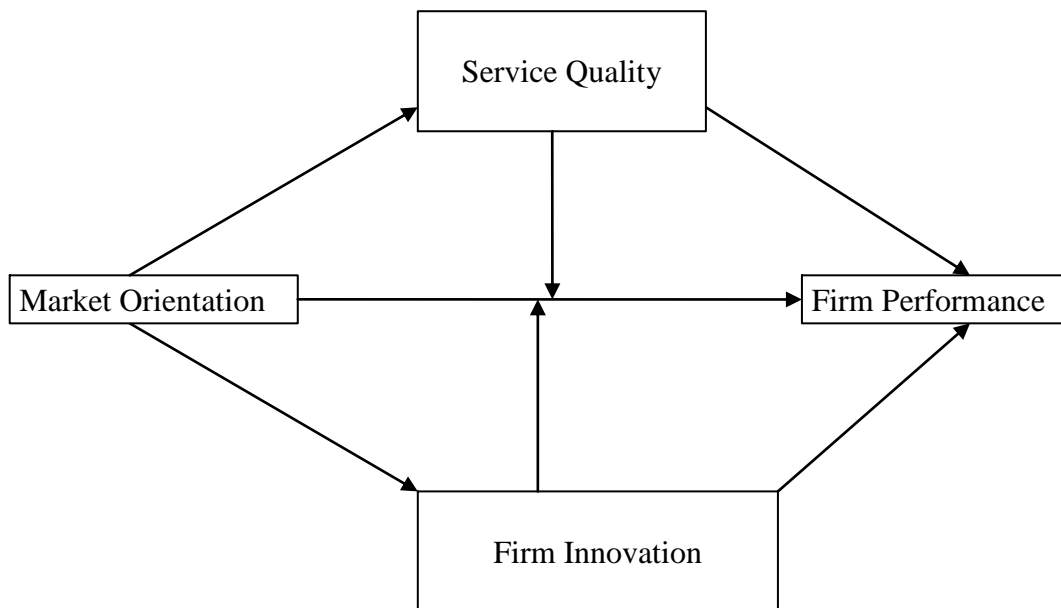 Service Quality
Market Orientation
Firm Performance
Firm Innovation